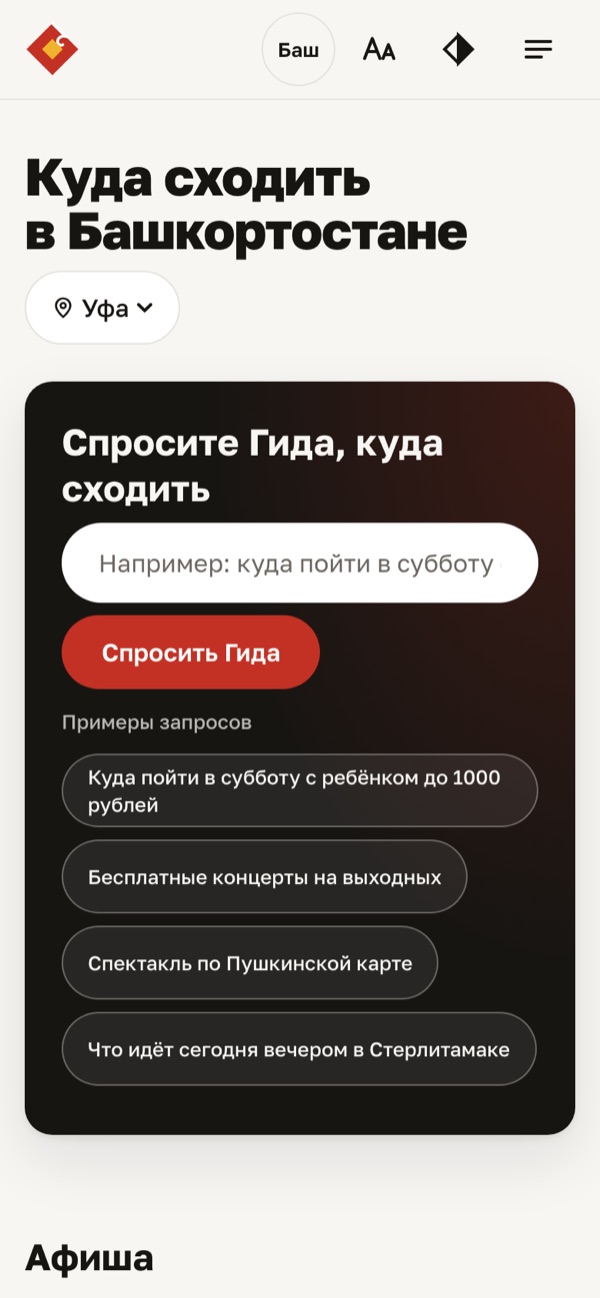 Баш
АА
Куда сходить
в Башкортостане
Уфа
Спросите Гида, куда
сходить
Например: куда пойти в субботу
Спросить Гида
Примеры запросов
Куда пойти в субботу с ребёнком до 1000
рублей
Бесплатные концерты на выходных
Спектакль по Пушкинской карте
Что идёт сегодня вечером в Стерлитамаке
Афиша